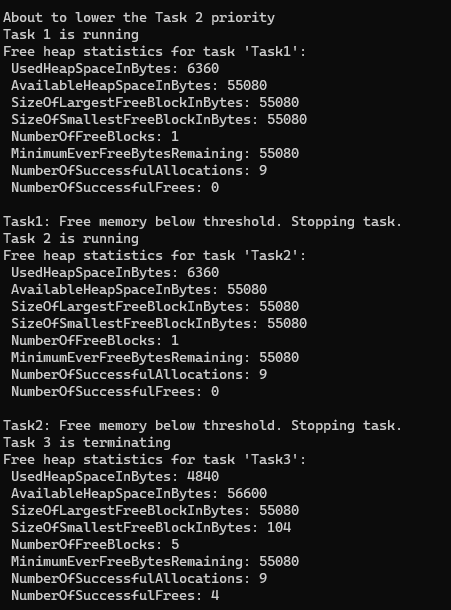 About to lower the Task 2 priority
Task 1 is running
Free heap statistics for task 'Task1':
UsedHeapSpaceInBytes: 6360
AvailableHeapSpaceInBytes: 55080
SizeOfLargestFreeBlockInBytes: 55080
SizeOfSmallestFreeBlockInBytes: 55080
NumberOfFreeBlocks: 1
MinimumEverFreeBytesRemaining: 55080
NumberOfSuccessfulAllocations: 9
NumberOfSuccessfulFrees: 0
Task1: Free memory below threshold. Stopping task.
Task 2 is running
Free heap statistics for task 'Task2':
UsedHeapSpaceInBytes: 6360
AvailableHeapSpaceInBytes: 55080
SizeOfLargestFreeBlockInBytes: 55080
SizeOfSmallestFreeBlockInBytes: 55080
NumberOfFreeBlocks: 1
MinimumEverFreeBytesRemaining: 55080
NumberOfSuccessfulAllocations: 9
NumberOfSuccessfulFrees: 0
Task2: Free memory below threshold. Stopping task.
Task 3 is terminating
Free heap statistics for task 'Task3':
UsedHeapSpaceInBytes: 4840
AvailableHeapSpaceInBytes: 56600
SizeOfLargestFreeBlockInBytes: 55080
SizeOfSmallestFreeBlockInBytes: 104
NumberOfFreeBlocks: 5
MinimumEverFreeBytesRemaining: 55080
NumberOfSuccessfulAllocations: 9
NumberOfSuccessfulFrees: 4